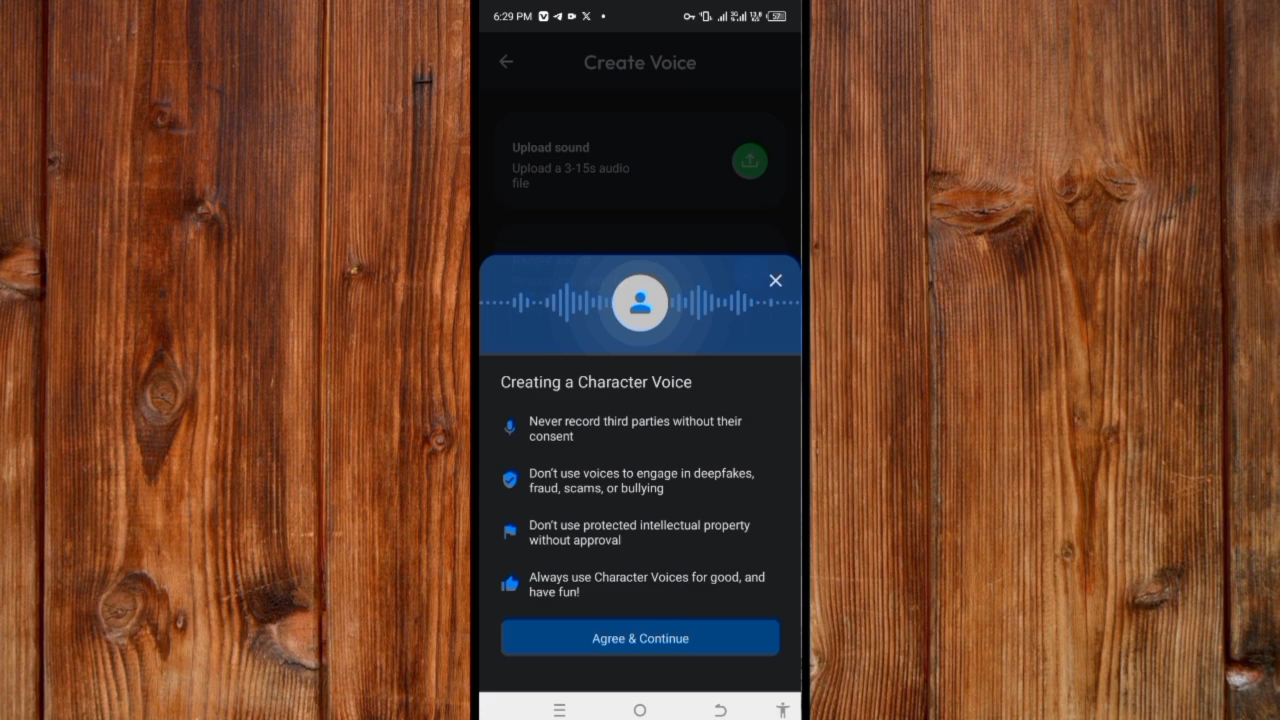 6:29 PM
57
Create Voice
Upload sound
Upload a 3-15s audio
file
Creating a Character Voice
Never record third parties without their
consent
Don't use voices to engage in deepfakes,
fraud, scams, or bullying
Don't use protected intellectual property
without approval
Always use Character Voices for good, and
have fun!
Agree & Continue